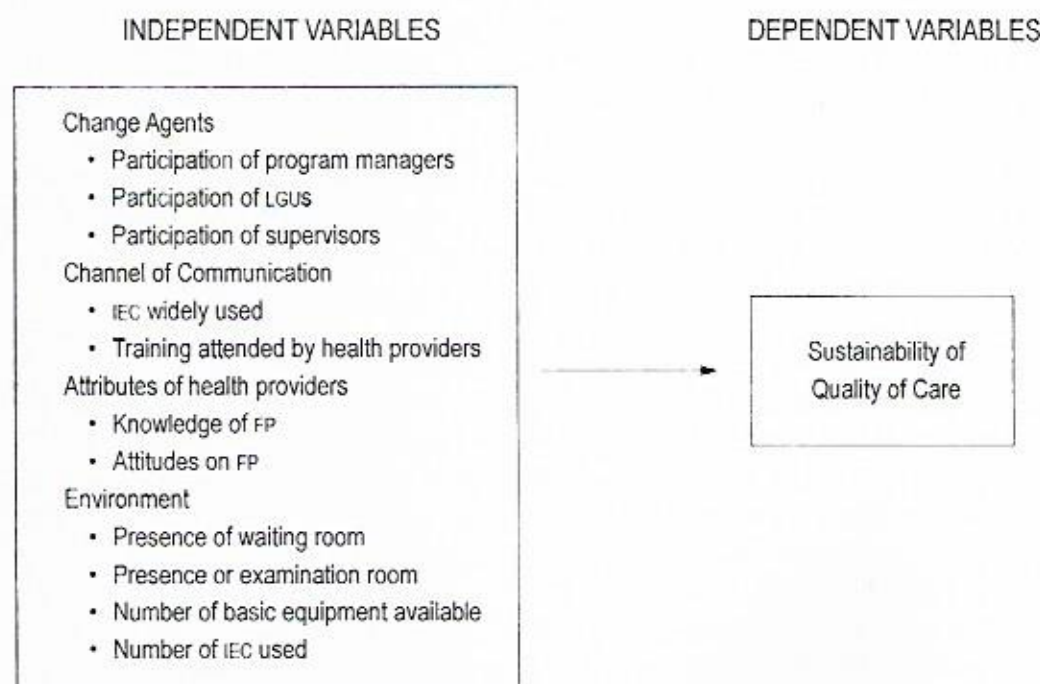 INDEPENDENT VARIABLES
DEPENDENT VARIABLES
Change Agents
• Participation of program managers
• Participation of LGUS
• Participation of supervisors
Channel of Communication
• IEC widely used
• Training attended by health providers
Attributes of health providers
• Knowledge of FP
• Attitudes on FP
Environment
• Presence of waiting room
• Presence or examination room
• Number of basic equipment available
• Number of IEC used
Sustainability of
Quality of Care